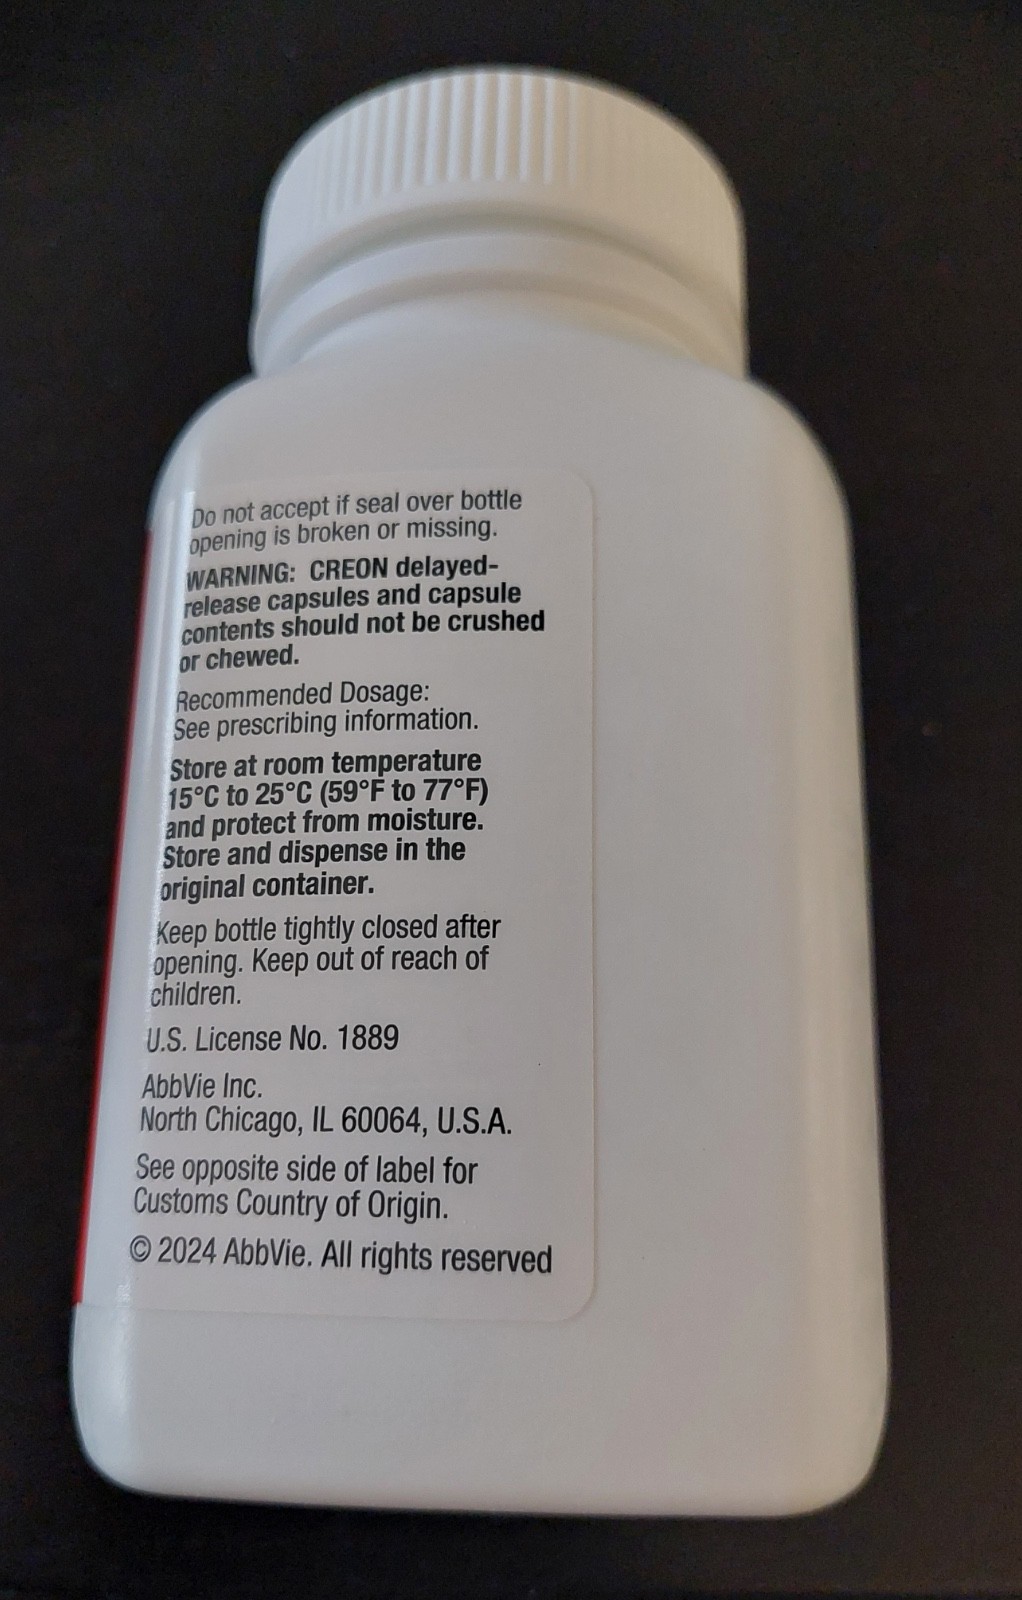 Do not accept if seal over bottle
opening is broken or missing.
WARNING: CREON delayed-
release capsules and capsule
contents should not be crushed
or chewed.
Recommended Dosage:
See prescribing information.
Store at room temperature
15°C to 25°C (59°F to 77°F)
and protect from moisture.
Store and dispense in the
original container.
Keep bottle tightly closed after
opening. Keep out of reach of
children.
U.S. License No. 1889
AbbVie Inc.
North Chicago, IL 60064, U.S.A.
See opposite side of label for
Customs Country of Origin.
© 2024 AbbVie. All rights reserved